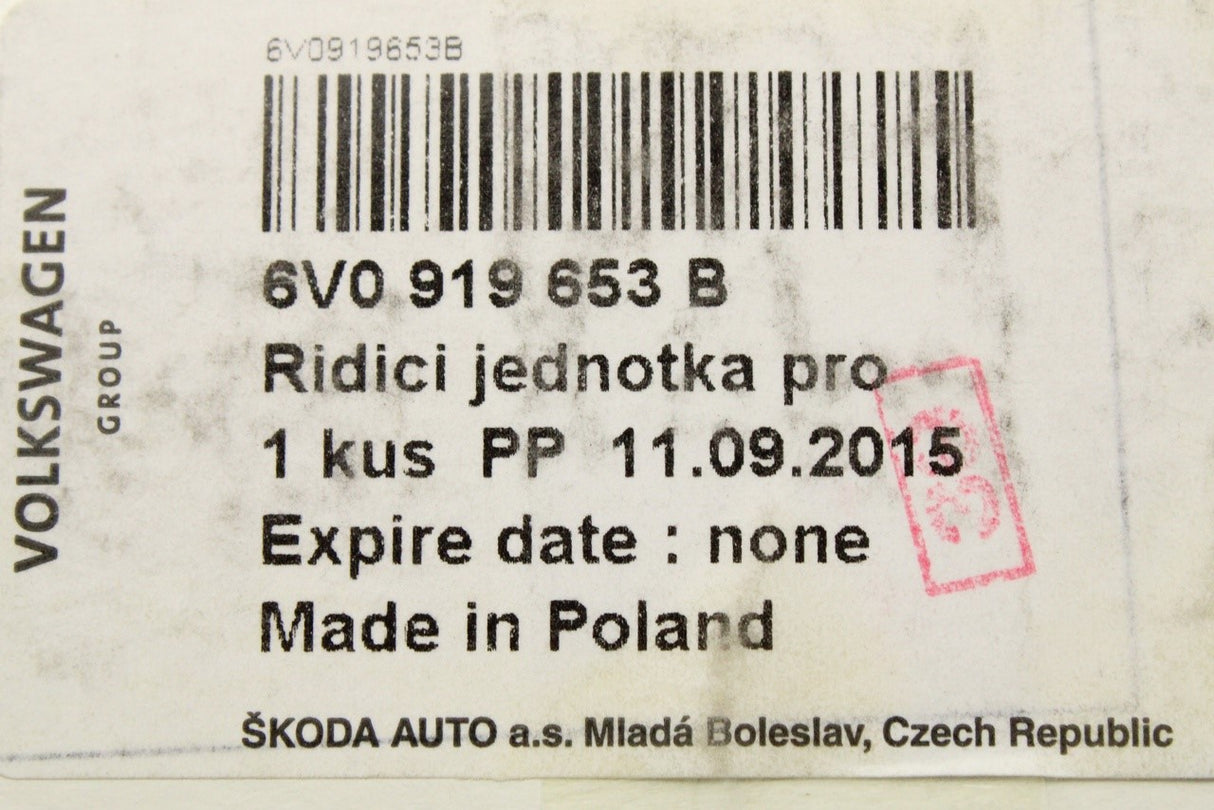 6V0919653B
6V0 919 653 B
Ridici jednotka pro
1 kus PP 11.09.2015
Expire date : none
Made in Poland
ŠKODA AUTO a.s. Mladá Boleslav, Czech Republic
VOLKSWAGEN
GROUP